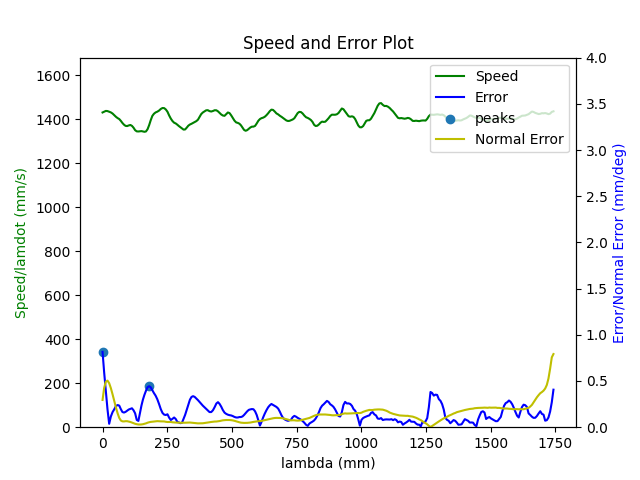 Speed and Error Plot
Speed
Error
peaks
Normal Error
Speed/lamdot (mm/s)
1600
1400
1200
1000
800
600
400
200
0
4.0
3.5
3.0
2.5
2.0
1.5
1.0
0.5
0.0
Error/Normal Error (mm/deg)
0 250 500 750 1000 1250 1500 1750
lambda (mm)